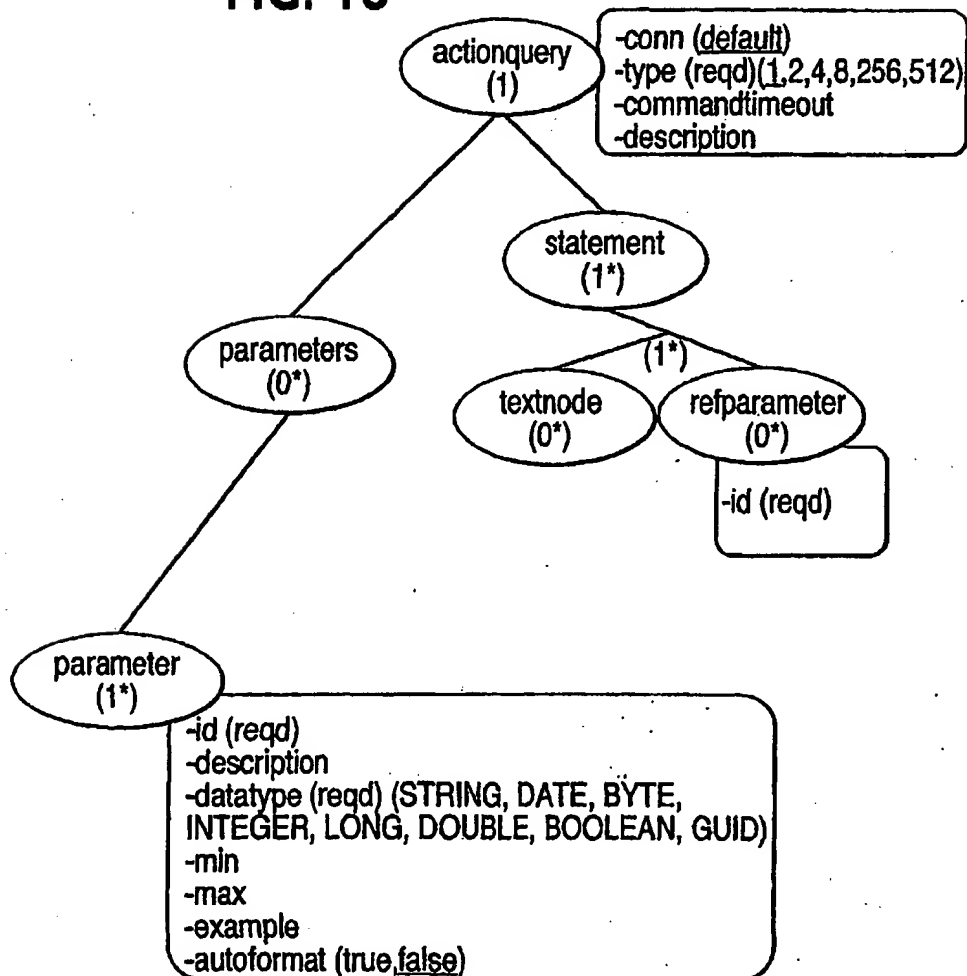 actionquery
(1)
-conn (default)
-type (reqd)(1,2,4,8,256,512)
-commandtimeout
-description
statement
(1*)
parameters
(0*)
(1*)
textnode
(0*)
refparameter
(0*)
-id (reqd)
parameter
(1*)
-id (reqd)
-description
-datatype (reqd) (STRING, DATE, BYTE,
INTEGER, LONG, DOUBLE, BOOLEAN, GUID)
-min
-max
-example
-autoformat (true,false)